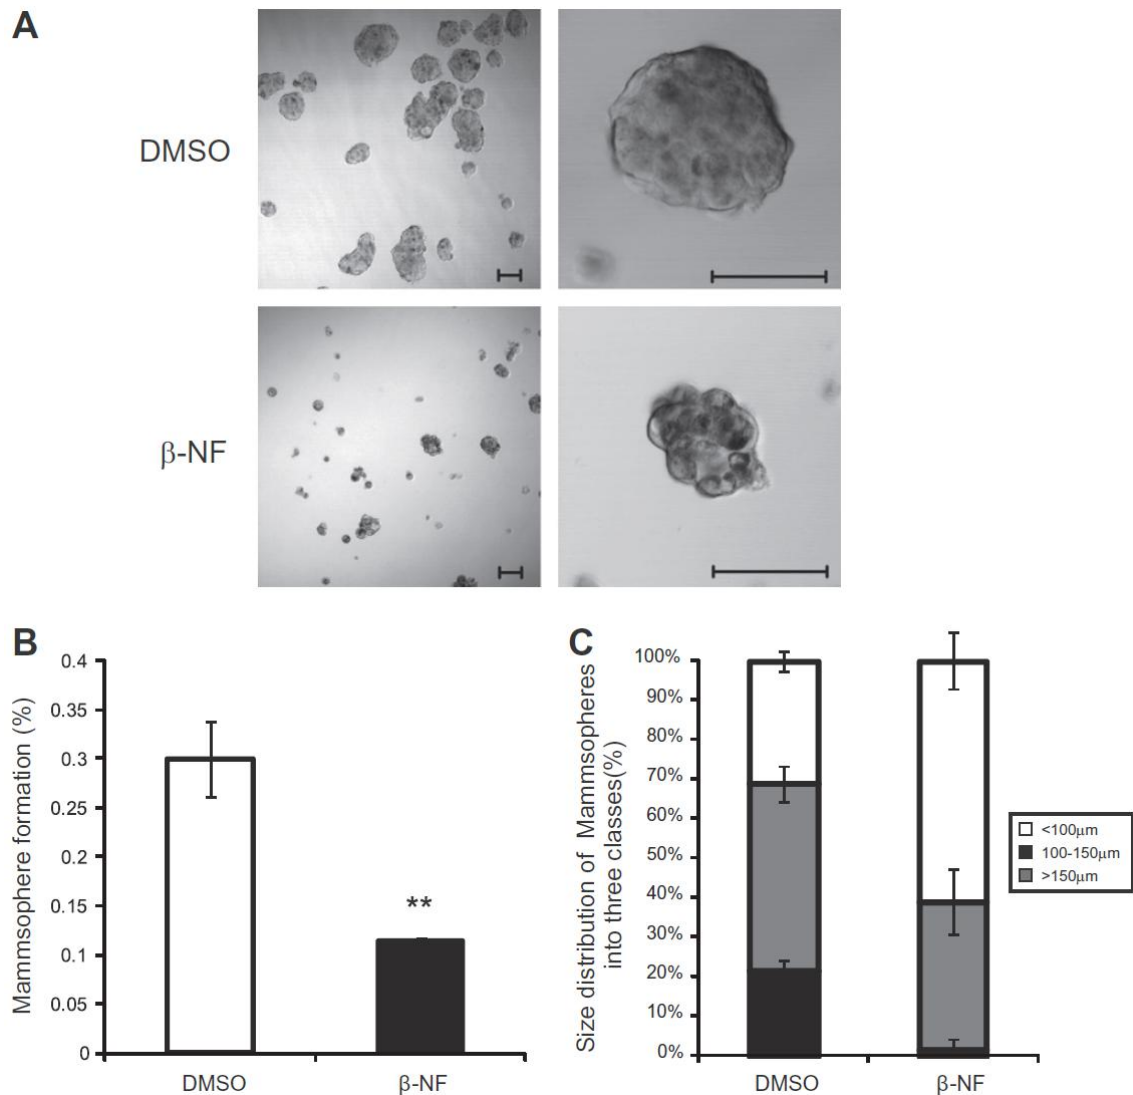 A
DMSO
β-NF
B
Mammsophere formation (%)
0.4
0.35
0.3
0.25
0.2
0.15
0.1
0.05
0
**
DMSO
β-NF
C
Size distribution of Mammsopheres
into three classes(%)
100%
90%
80%
70%
60%
50%
40%
30%
20%
10%
0%
DMSO
β-NF
<100μm
100-150μm
>150μm